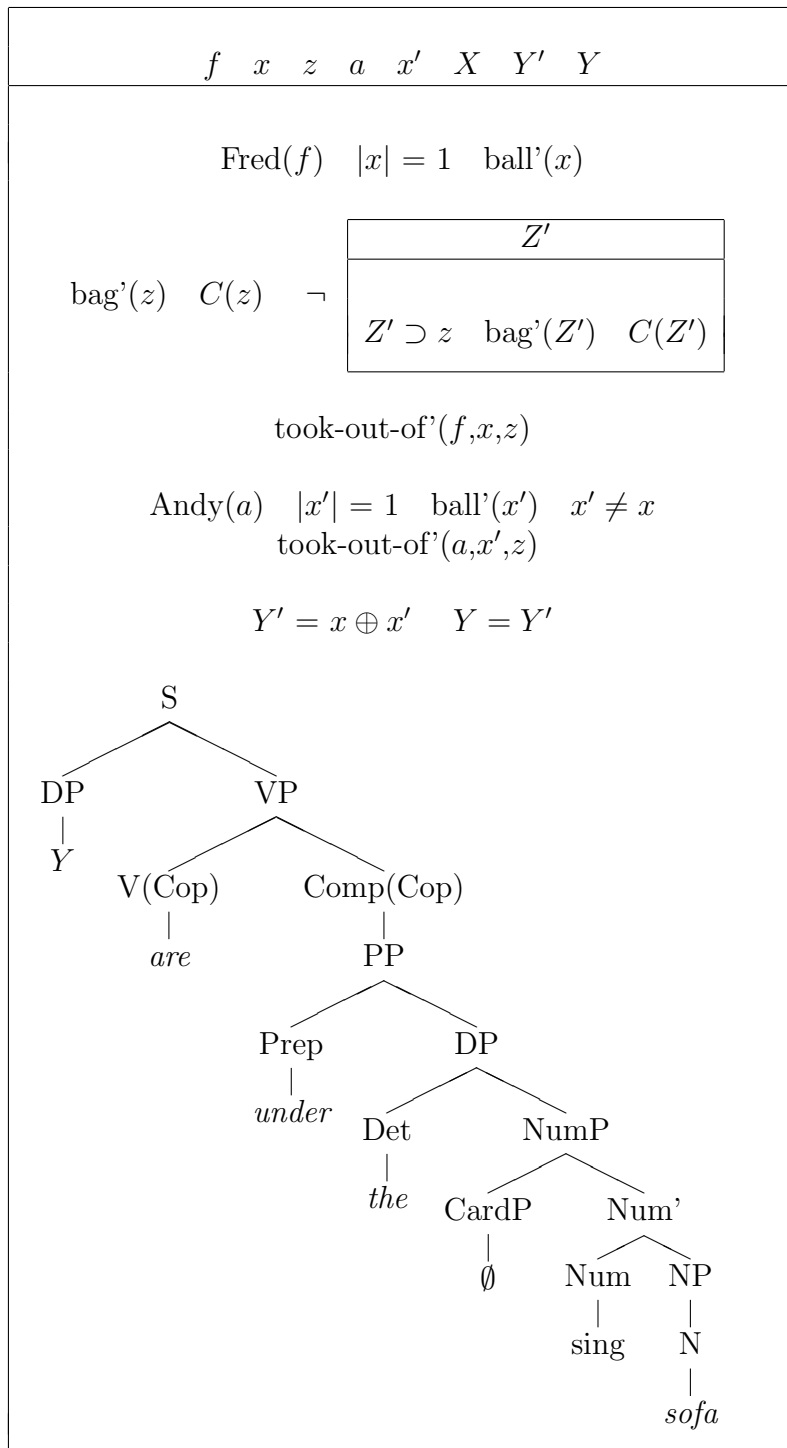 f x z a x′ X Y′ Y
Fred(f) |x| = 1 ball’(x)
Z′
bag’(z) C(z) ¬
Z′ ⊃ z bag’(Z′) C(Z′)
took-out-of’(f,x,z)
Andy(a) |x′| = 1 ball’(x′) x′ ≠ x
took-out-of’(a,x′,z)
Y′ = x ⊕ x′ Y = Y′
S
DP VP
Y
V(Cop) Comp(Cop)
are
PP
Prep DP
under
Det NumP
the
CardP Num’
∅
Num NP
sing
N
sofa